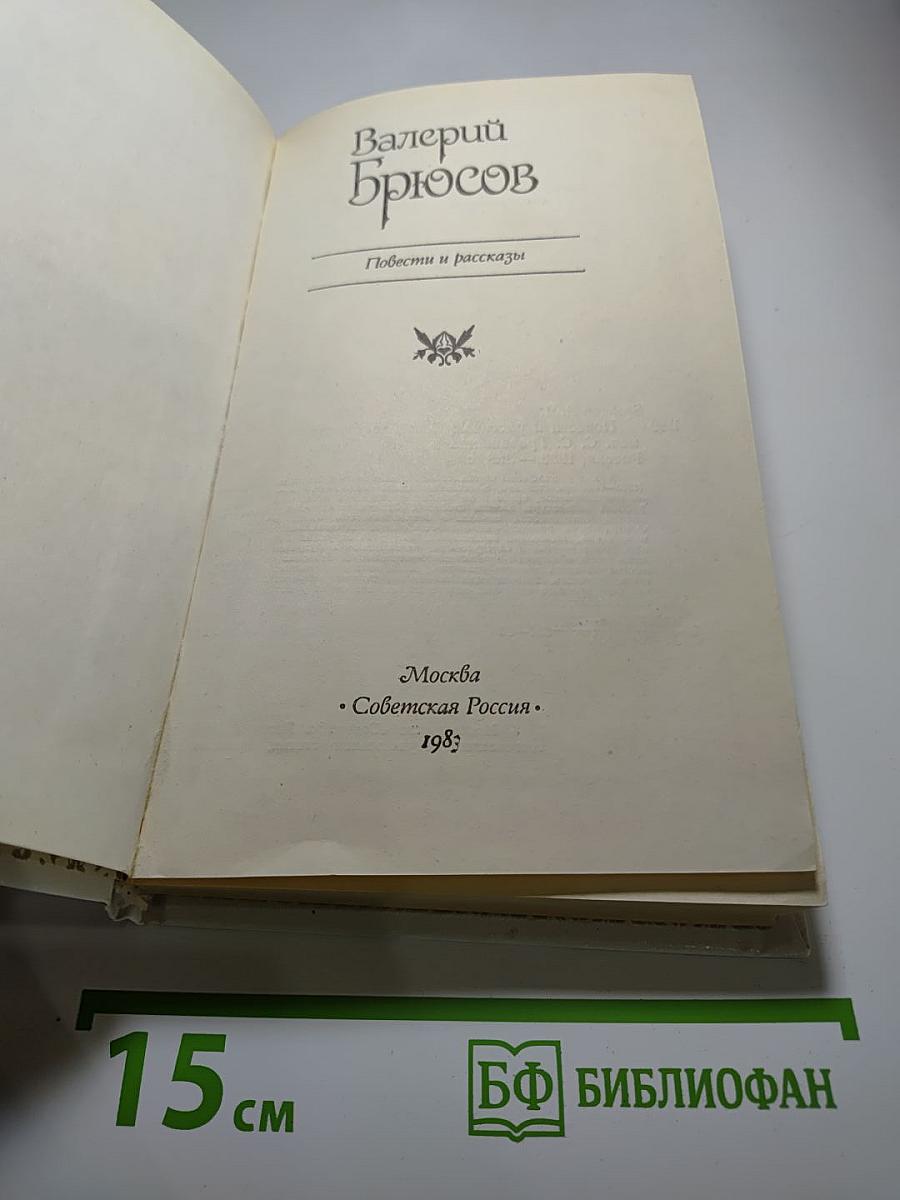 Валерий
Брюсов
Повести и рассказы
Москва
• Советская Россия •
1983
15 см
БФ БИБЛИОФАН